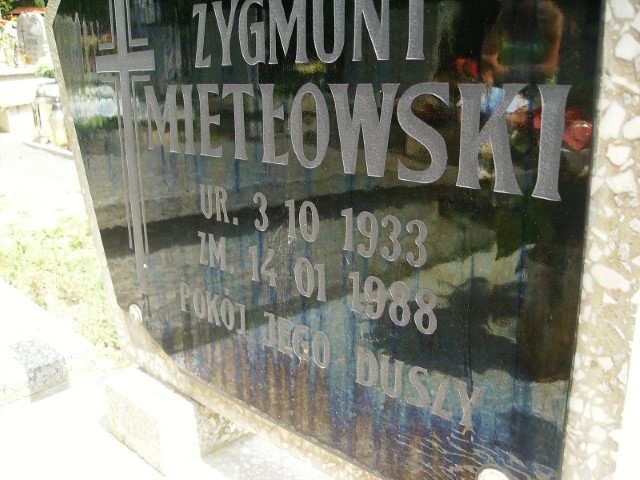 ZYGMUNT
MIETŁOWSKI
UR. 3 10 1933
ZM. 14 01 1988
POKÓJ JEGO DUSZY